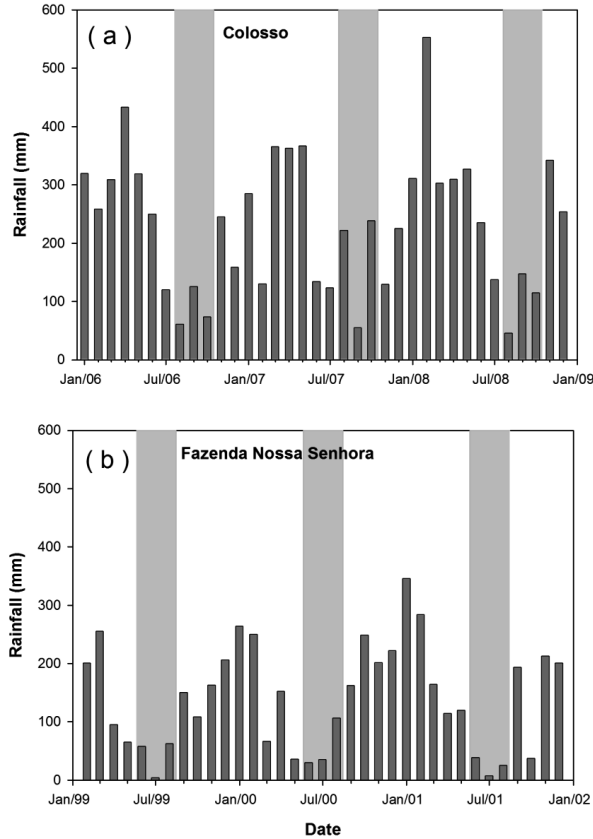 ( a )
Colosso
Rainfall (mm)
600
500
400
300
200
100
0
Jan/06 Jul/06 Jan/07 Jul/07 Jan/08 Jul/08 Jan/09
( b )
Fazenda Nossa Senhora
Rainfall (mm)
600
500
400
300
200
100
0
Jan/99 Jul/99 Jan/00 Jul/00 Jan/01 Jul/01 Jan/02
Date